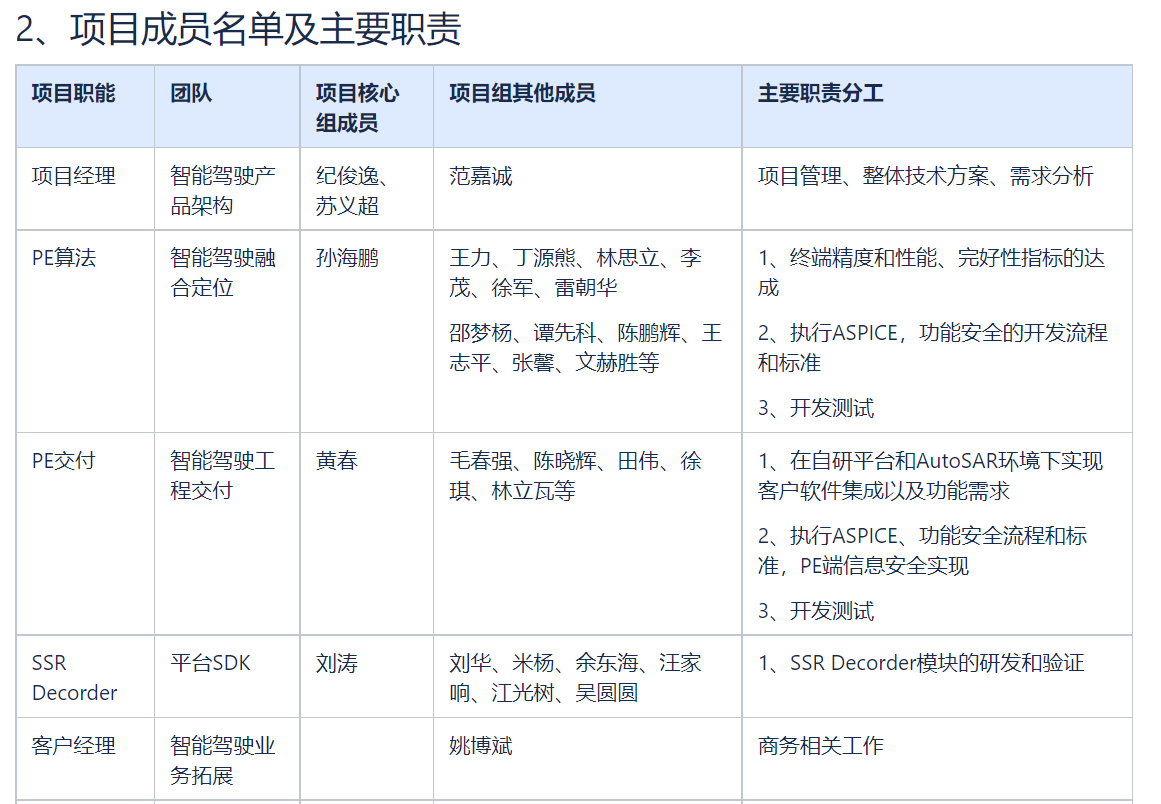 2、项目成员名单及主要职责
项目职能
团队
项目核心
组成员
项目组其他成员
主要职责分工
项目经理
智能驾驶产
品架构
纪俊逸、
苏义超
范嘉诚
项目管理、整体技术方案、需求分析
PE算法
智能驾驶融
合定位
孙海鹏
王力、丁源熊、林思立、李
茂、徐军、雷朝华
邵梦杨、谭先科、陈鹏辉、王
志平、张馨、文赫胜等
1、终端精度和性能、完好性指标的达
成
2、执行ASPICE，功能安全的开发流程
和标准
3、开发测试
PE交付
智能驾驶工
程交付
黄春
毛春强、陈晓辉、田伟、徐
琪、林立瓦等
1、在自研平台和AutoSAR环境下实现
客户软件集成以及功能需求
2、执行ASPICE、功能安全流程和标
准，PE端信息安全实现
3、开发测试
SSR
Decorder
平台SDK
刘涛
刘华、米杨、余东海、汪家
响、江光树、吴圆圆
1、SSR Decorder模块的研发和验证
客户经理
智能驾驶业
务拓展
姚博斌
商务相关工作